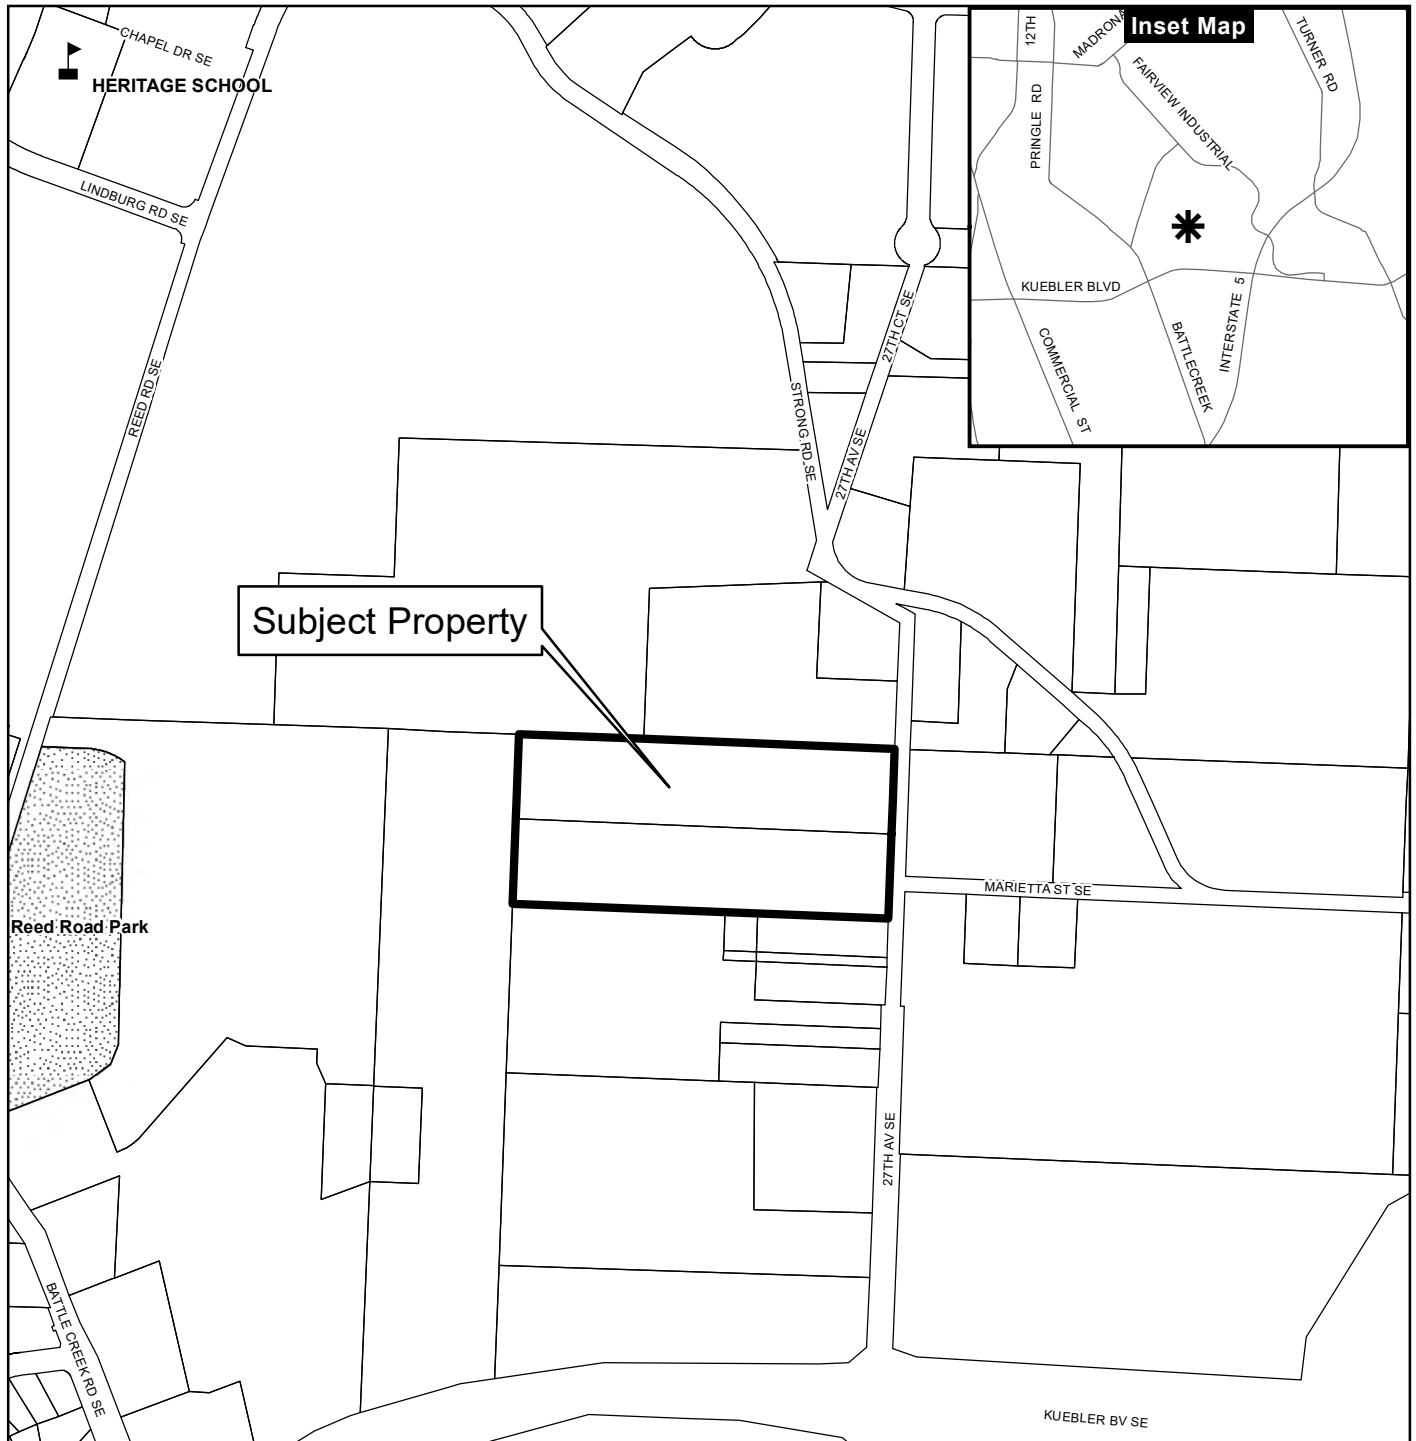 CHAPEL DR SE
HERITAGE SCHOOL
LINDBURG RD SE
REED RD SE
Inset Map
12TH
MADRONA
TURNER RD
FAIRVIEW INDUSTRIAL
PRINGLE RD
KUEBLER BLVD
INTERSTATE 5
COMMERCIAL ST
BATTLECREEK
27TH CT SE
STRONG RD SE
27TH AV SE
Subject Property
MARIETTA ST SE
Reed Road Park
27TH AV SE
BATTLE CREEK RD SE
KUEBLER BV SE